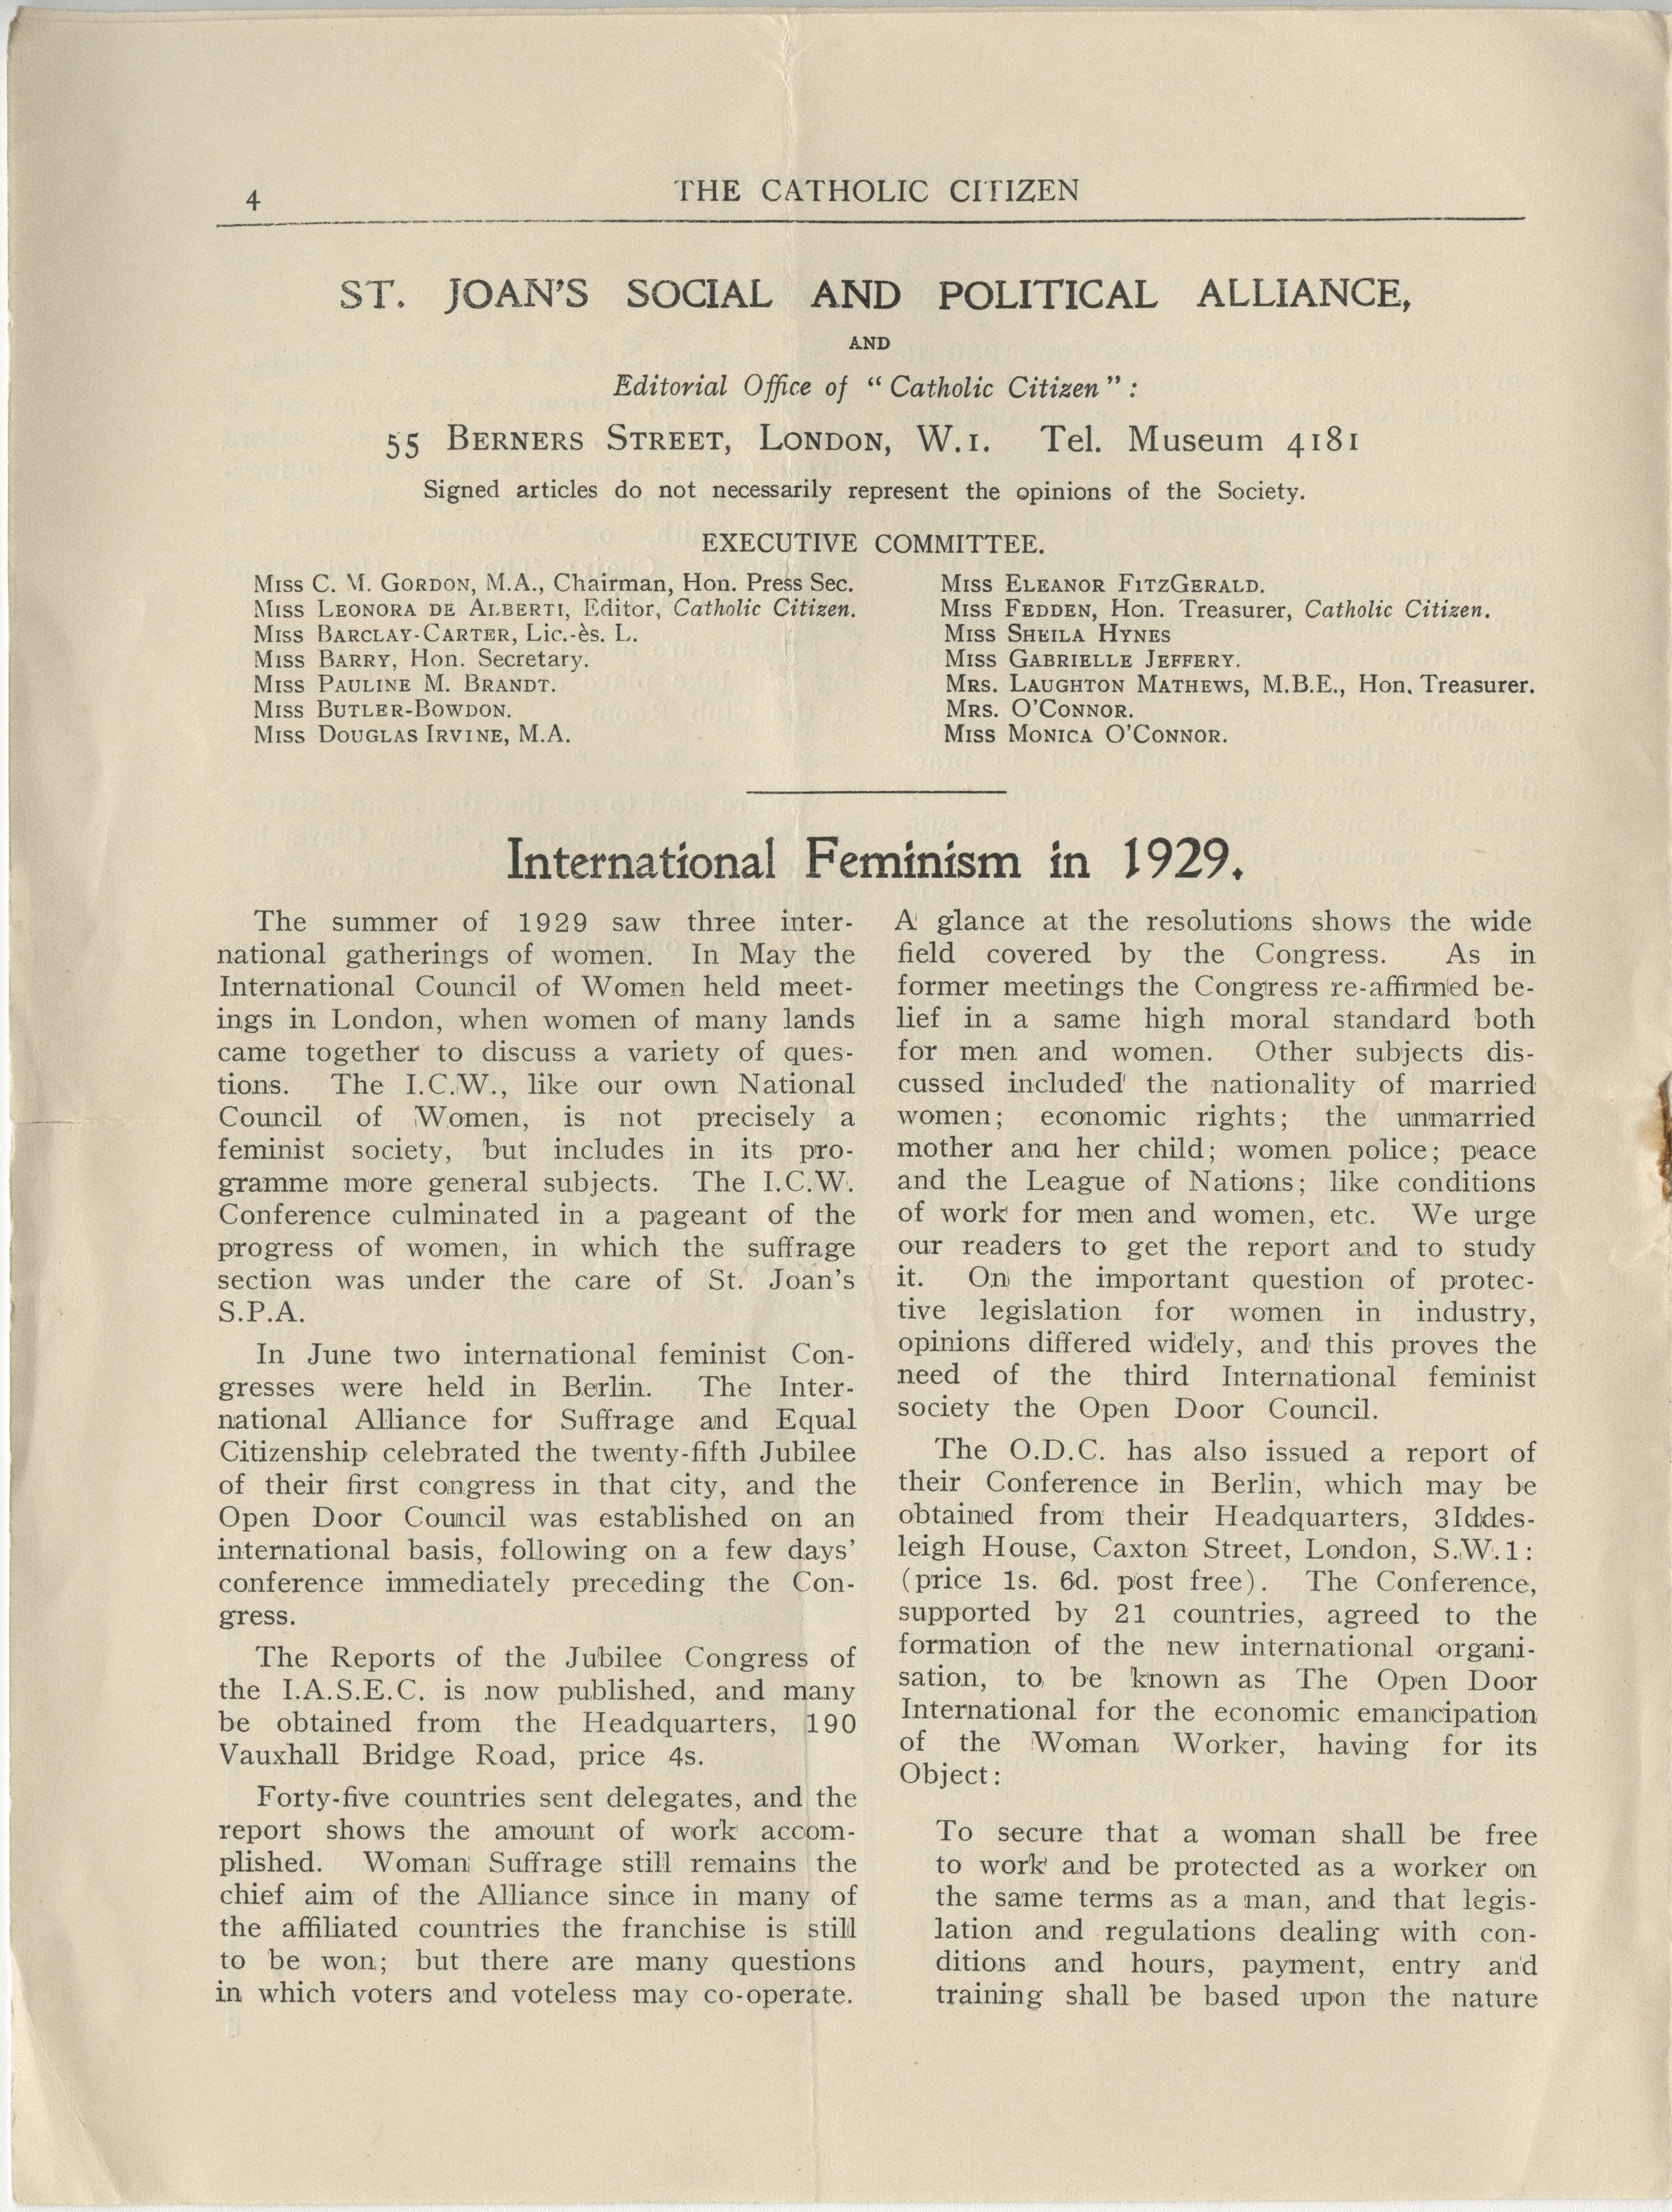 4
THE CATHOLIC CITIZEN
ST. JOAN'S SOCIAL AND POLITICAL ALLIANCE,
AND
Editorial Office of “ Catholic Citizen ” :
55 BERNERS STREET, LONDON, W.1. Tel. Museum 4181
Signed articles do not necessarily represent the opinions of the Society.
EXECUTIVE COMMITTEE.
MISS C. M. GORDON, M.A., Chairman, Hon. Press Sec.
MISS LEONORA DE ALBERTI, Editor, Catholic Citizen.
MISS BARCLAY-CARTER, Lic.-ès. L.
MISS BARRY, Hon. Secretary.
MISS PAULINE M. BRANDT.
MISS BUTLER-BOWDON.
MISS DOUGLAS IRVINE, M.A.
MISS ELEANOR FITZGERALD.
MISS FEDDEN, Hon. Treasurer, Catholic Citizen.
MISS SHEILA HYNES
MISS GABRIELLE JEFFERY.
MRS. LAUGHTON MATHEWS, M.B.E., Hon. Treasurer.
MRS. O'CONNOR.
MISS MONICA O'CONNOR.
International Feminism in 1929.
The summer of 1929 saw three inter-
national gatherings of women. In May the
International Council of Women held meet-
ings in London, when women of many lands
came together to discuss a variety of ques-
tions. The I.C.W., like our own National
Council of Women, is not precisely a
feminist society, but includes in its pro-
gramme more general subjects. The I.C.W.
Conference culminated in a pageant of the
progress of women, in which the suffrage
section was under the care of St. Joan's
S.P.A.
In June two international feminist Con-
gresses were held in Berlin. The Inter-
national Alliance for Suffrage and Equal
Citizenship celebrated the twenty-fifth Jubilee
of their first congress in that city, and the
Open Door Council was established on an
international basis, following on a few days'
conference immediately preceding the Con-
gress.
The Reports of the Jubilee Congress of
the I.A.S.E.C. is now published, and many
be obtained from the Headquarters, 190
Vauxhall Bridge Road, price 4s.
Forty-five countries sent delegates, and the
report shows the amount of work accom-
plished. Woman Suffrage still remains the
chief aim of the Alliance since in many of
the affiliated countries the franchise is still
to be won; but there are many questions
in which voters and voteless may co-operate.
A glance at the resolutions shows the wide
field covered by the Congress. As in
former meetings the Congress re-affirmed be-
lief in a same high moral standard both
for men and women. Other subjects dis-
cussed included the nationality of married
women; economic rights; the unmarried
mother and her child; women police; peace
and the League of Nations; like conditions
of work for men and women, etc. We urge
our readers to get the report and to study
it. On the important question of protec-
tive legislation for women in industry,
opinions differed widely, and this proves the
need of the third International feminist
society the Open Door Council.
The O.D.C. has also issued a report of
their Conference in Berlin, which may be
obtained from their Headquarters, 3Iddes-
leigh House, Caxton Street, London, S.W.1:
(price 1s. 6d. post free). The Conference,
supported by 21 countries, agreed to the
formation of the new international organi-
sation, to be known as The Open Door
International for the economic emancipation
of the Woman Worker, having for its
Object:
To secure that a woman shall be free
to work and be protected as a worker on
the same terms as a man, and that legis-
lation and regulations dealing with con-
ditions and hours, payment, entry and
training shall be based upon the nature